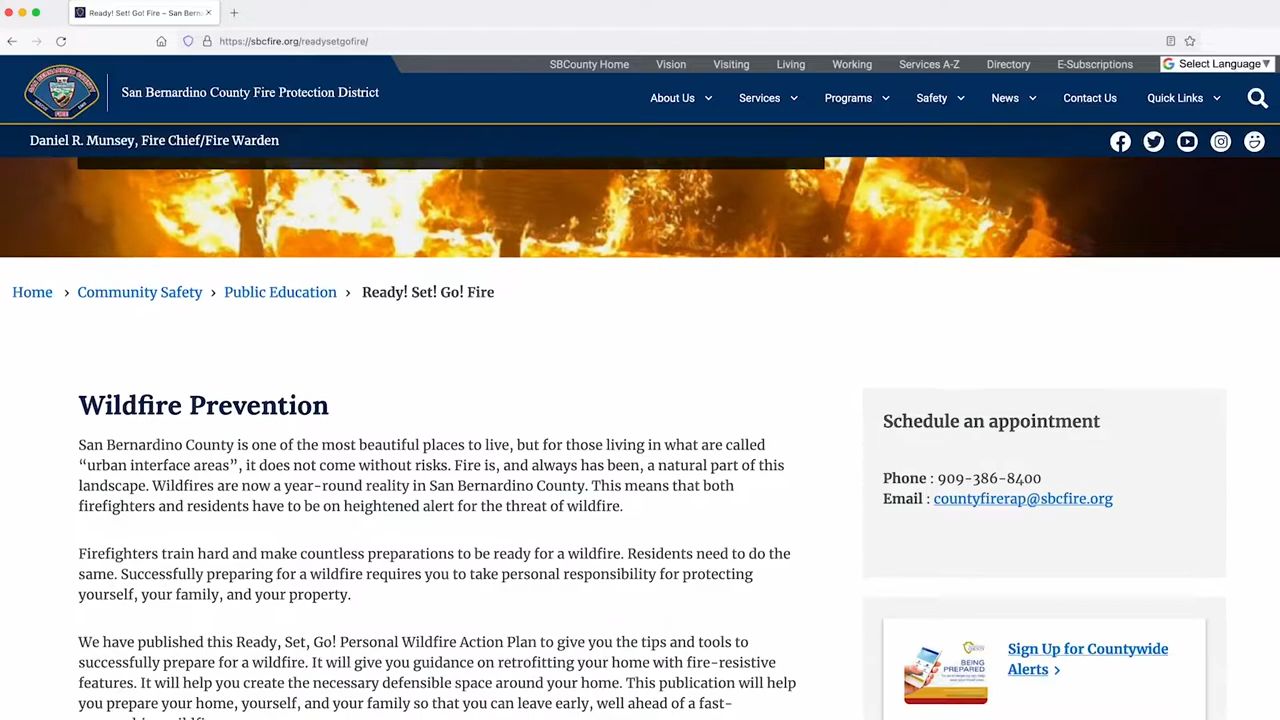 Ready! Set! Go! Fire – San Bern
https://sbcfire.org/readysetgofire/
SBCounty Home Vision Visiting Living Working Services A-Z Directory E-Subscriptions Select Language▼
San Bernardino County Fire Protection District
About Us Services Programs Safety News Contact Us Quick Links
Daniel R. Munsey, Fire Chief/Fire Warden
Home › Community Safety › Public Education › Ready! Set! Go! Fire
Wildfire Prevention
San Bernardino County is one of the most beautiful places to live, but for those living in what are called
“urban interface areas”, it does not come without risks. Fire is, and always has been, a natural part of this
landscape. Wildfires are now a year-round reality in San Bernardino County. This means that both
firefighters and residents have to be on heightened alert for the threat of wildfire.
Firefighters train hard and make countless preparations to be ready for a wildfire. Residents need to do the
same. Successfully preparing for a wildfire requires you to take personal responsibility for protecting
yourself, your family, and your property.
We have published this Ready, Set, Go! Personal Wildfire Action Plan to give you the tips and tools to
successfully prepare for a wildfire. It will give you guidance on retrofitting your home with fire-resistive
features. It will help you create the necessary defensible space around your home. This publication will help
you prepare your home, yourself, and your family so that you can leave early, well ahead of a fast-
Schedule an appointment
Phone : 909-386-8400
Email : countyfirerap@sbcfire.org
BEING
PREPARED
Sign Up for Countywide
Alerts ›